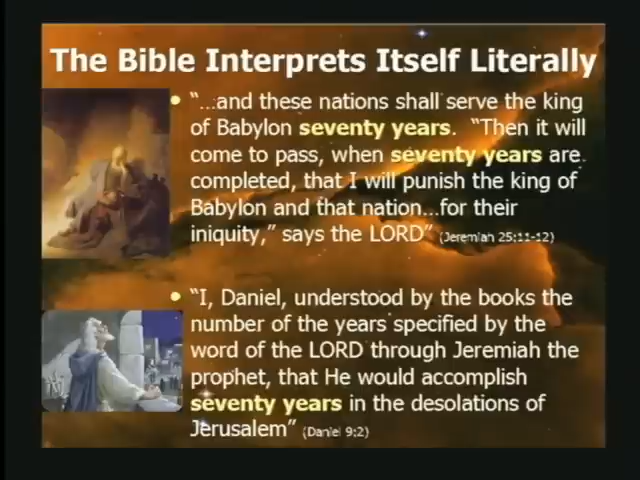 The Bible Interprets Itself Literally
• "...and these nations shall serve the king
of Babylon seventy years. "Then it will
come to pass, when seventy years are
completed, that I will punish the king of
Babylon and that nation...for their
iniquity," says the LORD" (Jeremiah 25:11-12)
• "I, Daniel, understood by the books the
number of the years specified by the
word of the LORD through Jeremiah the
prophet, that He would accomplish
seventy years in the desolations of
Jerusalem" (Daniel 9:2)